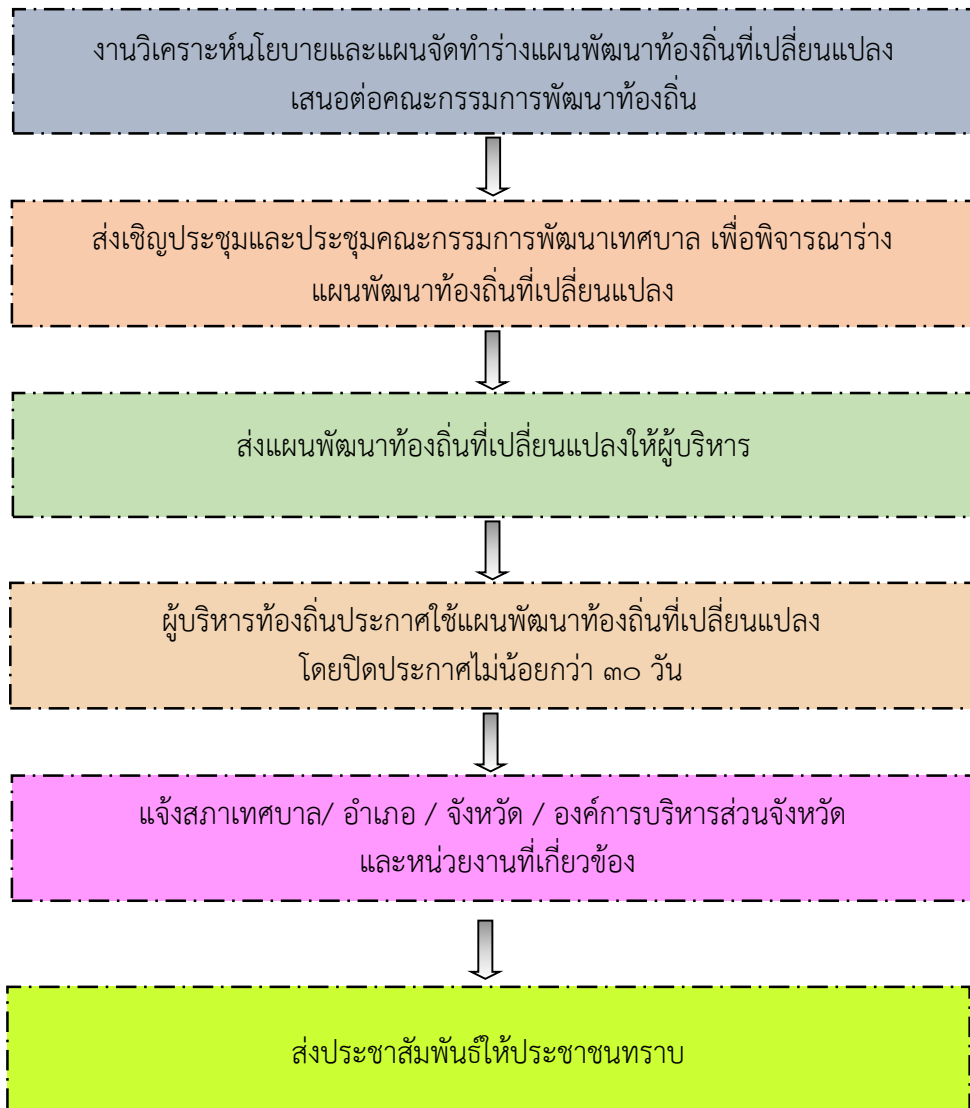 งานวิเคราะห์นโยบายและแผนจัดทำร่างแผนพัฒนาท้องถิ่นที่เปลี่ยนแปลง
เสนอต่อคณะกรรมการพัฒนาท้องถิ่น
ส่งเชิญประชุมและประชุมคณะกรรมการพัฒนาเทศบาล เพื่อพิจารณาร่าง
แผนพัฒนาท้องถิ่นที่เปลี่ยนแปลง
ส่งแผนพัฒนาท้องถิ่นที่เปลี่ยนแปลงให้ผู้บริหาร
ผู้บริหารท้องถิ่นประกาศใช้แผนพัฒนาท้องถิ่นที่เปลี่ยนแปลง
โดยปิดประกาศไม่น้อยกว่า ๓๐ วัน
แจ้งสภาเทศบาล/ อำเภอ / จังหวัด / องค์การบริหารส่วนจังหวัด
และหน่วยงานที่เกี่ยวข้อง
ส่งประชาสัมพันธ์ให้ประชาชนทราบ